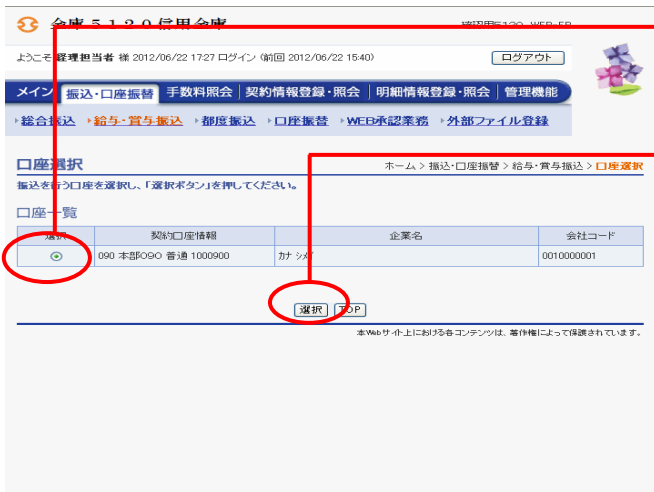 金庫5120信用金庫
確認用5120 WEB-FB
ようこそ 経理担当者 様 2012/06/22 17:27 ログイン (前回 2012/06/22 15:40)
ログアウト
メイン 振込・口座振替 手数料照会 契約情報登録・照会 明細情報登録・照会 管理機能
総合振込 給与・賞与振込 都度振込 口座振替 WEB承認業務 外部ファイル登録
口座選択
ホーム > 振込・口座振替 > 給与・賞与振込 > 口座選択
振込を行う口座を選択し、「選択ボタン」を押してください。
口座一覧
選択 契約口座情報 企業名 会社コード
090 本部090 普通 1000900 カナ シメイ 0010000001
選択 TOP
本Webサイト上における各コンテンツは、著作権によって保護されています。